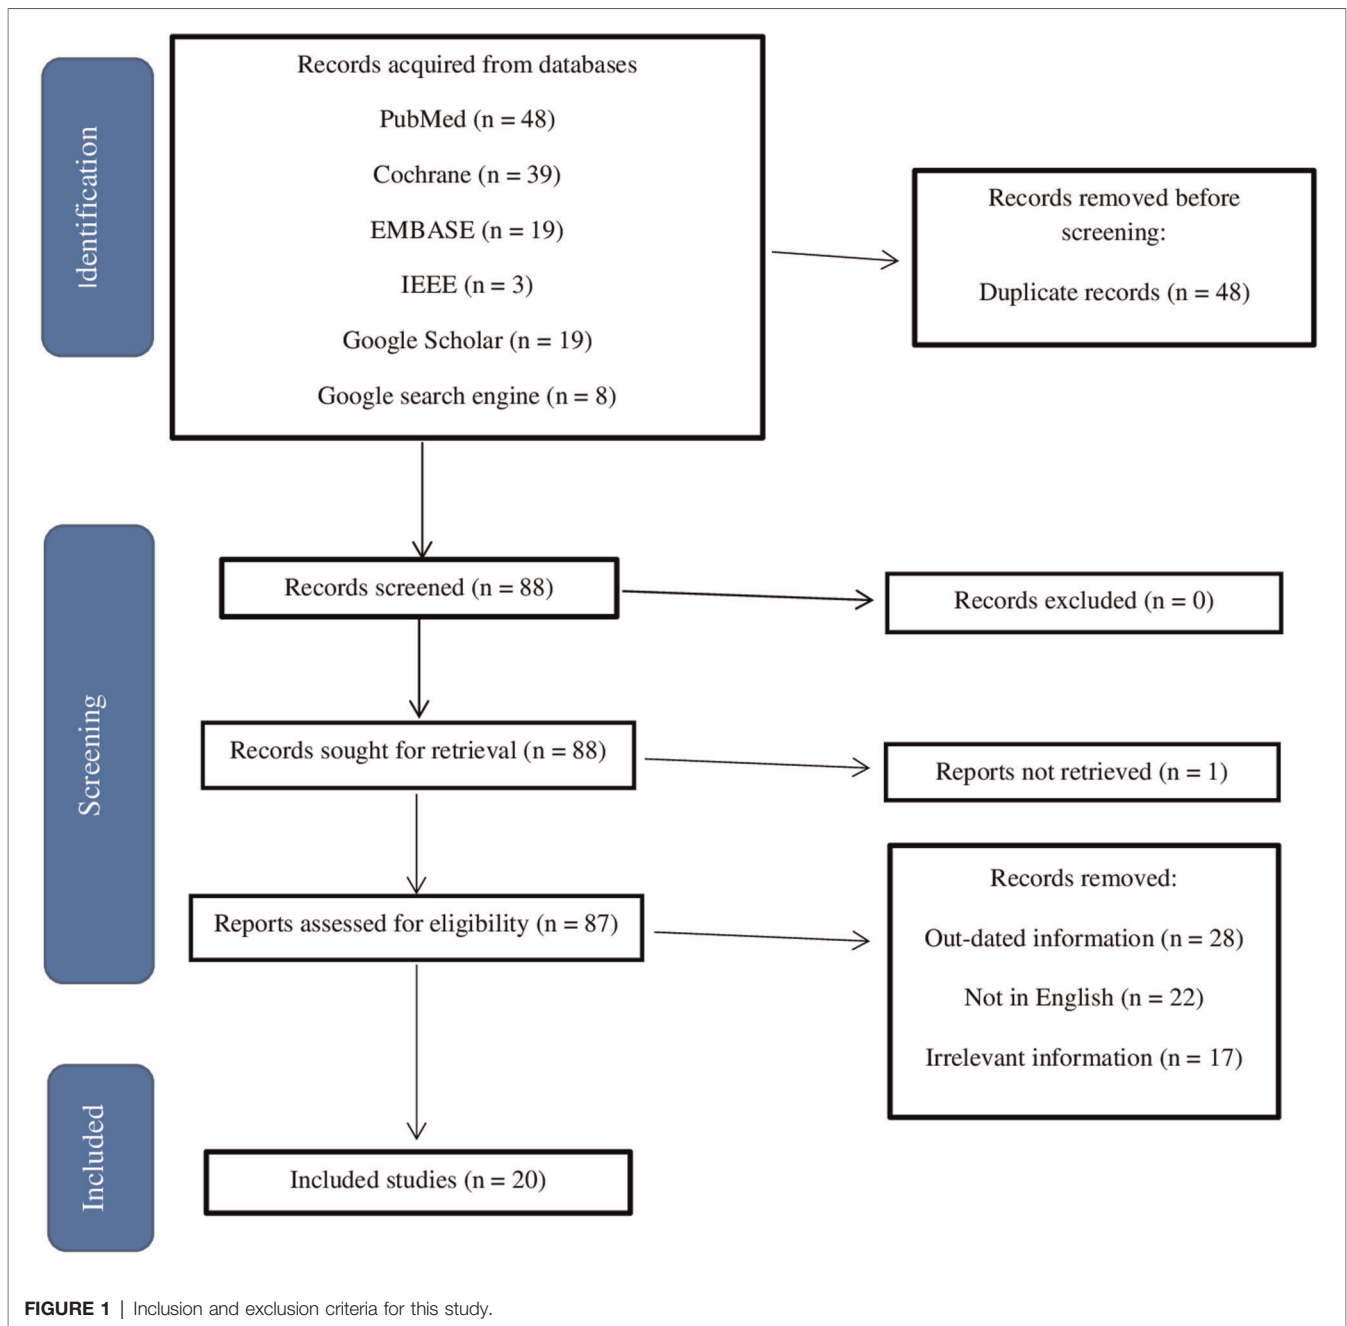 Identification
Records acquired from databases
PubMed (n = 48)
Cochrane (n = 39)
EMBASE (n = 19)
IEEE (n = 3)
Google Scholar (n = 19)
Google search engine (n = 8)
Records removed before
screening:
Duplicate records (n = 48)
Screening
Records screened (n = 88)
Records excluded (n = 0)
Records sought for retrieval (n = 88)
Reports not retrieved (n = 1)
Reports assessed for eligibility (n = 87)
Records removed:
Out-dated information (n = 28)
Not in English (n = 22)
Irrelevant information (n = 17)
Included
Included studies (n = 20)
FIGURE 1 | Inclusion and exclusion criteria for this study.